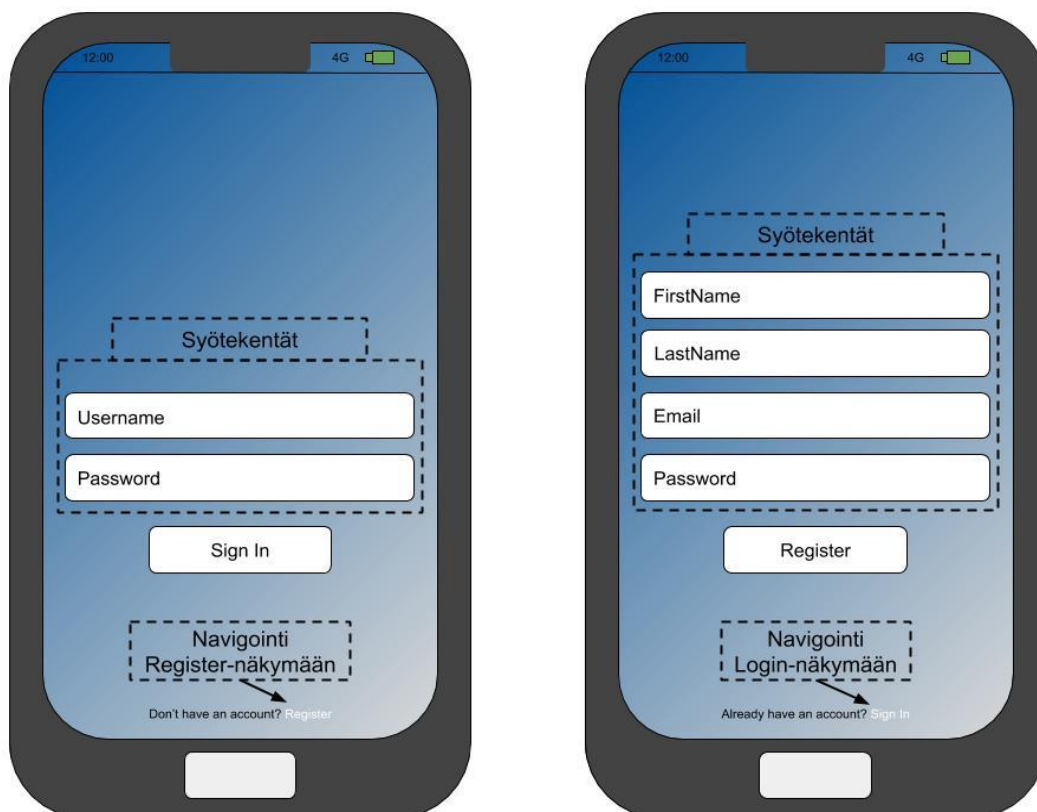 12:00
4G
Syötekentät
Username
Password
Sign In
Navigointi
Register-näkymään
Don't have an account? Register
12:00
4G
Syötekentät
FirstName
LastName
Email
Password
Register
Navigointi
Login-näkymään
Already have an account? Sign In